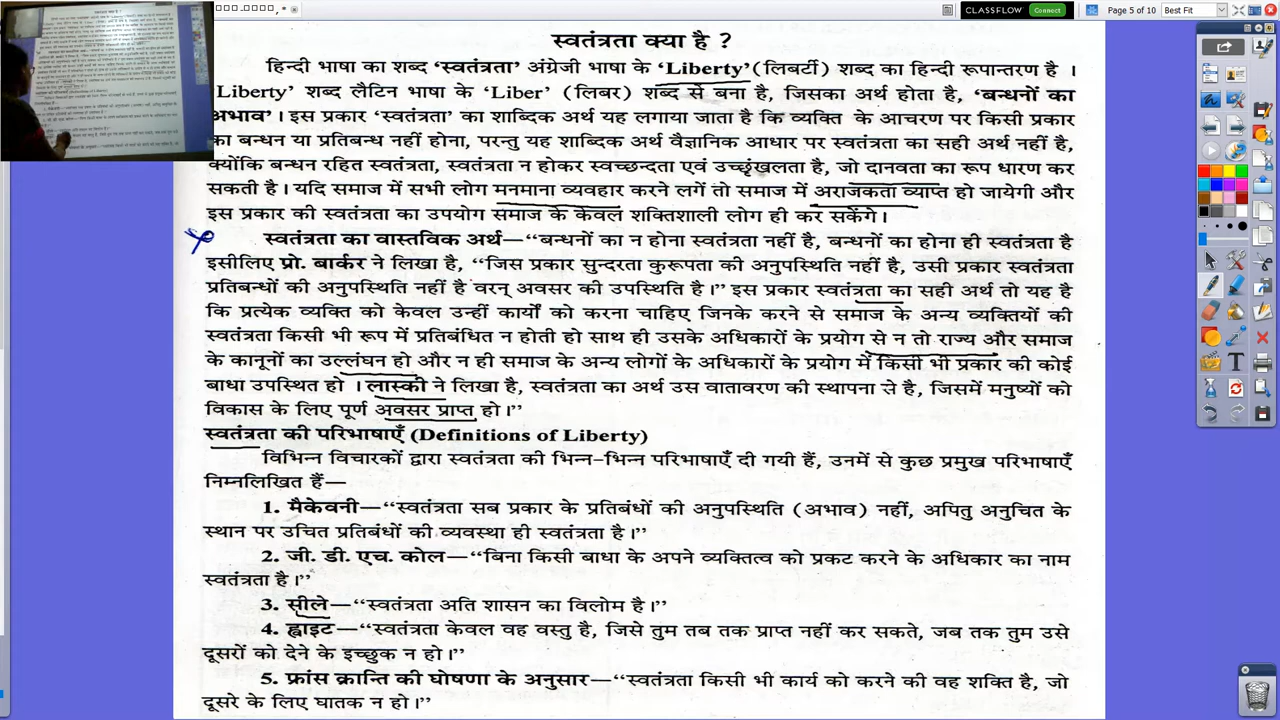 CLASSFLOW Connect Page 5 of 10 Best Fit
स्वतंत्रता क्या है ?
हिन्दी भाषा का शब्द 'स्वतंत्रता' अंग्रेजी भाषा के 'Liberty' (लिबर्टी) शब्द का हिन्दी रूपान्तरण है ।
'Liberty' शब्द लैटिन भाषा के 'Liber' (लिबर) शब्द से बना है, जिसका अर्थ होता है 'बन्धनों का
अभाव'। इस प्रकार 'स्वतंत्रता' का शाब्दिक अर्थ यह लगाया जाता है कि व्यक्ति के आचरण पर किसी प्रकार
का बंधन या प्रतिबन्ध नहीं होना, परन्तु यह शाब्दिक अर्थ वैज्ञानिक आधार पर स्वतंत्रता का सही अर्थ नहीं है,
क्योंकि बन्धन रहित स्वतंत्रता, स्वतंत्रता न होकर स्वच्छन्दता एवं उच्छृंखलता है, जो दानवता का रूप धारण कर
सकती है। यदि समाज में सभी लोग मनमाना व्यवहार करने लगें तो समाज में अराजकता व्याप्त हो जायेगी और
इस प्रकार की स्वतंत्रता का उपयोग समाज के केवल शक्तिशाली लोग ही कर सकेंगे।
स्वतंत्रता का वास्तविक अर्थ—“बन्धनों का न होना स्वतंत्रता नहीं है, बन्धनों का होना ही स्वतंत्रता है
इसीलिए प्रो. बार्कर ने लिखा है, “जिस प्रकार सुन्दरता कुरूपता की अनुपस्थिति नहीं है, उसी प्रकार स्वतंत्रता
प्रतिबन्धों की अनुपस्थिति नहीं है वरन् अवसर की उपस्थिति है।” इस प्रकार स्वतंत्रता का सही अर्थ तो यह है
कि प्रत्येक व्यक्ति को केवल उन्हीं कार्यों को करना चाहिए जिनके करने से समाज के अन्य व्यक्तियों की
स्वतंत्रता किसी भी रूप में प्रतिबंधित न होती हो साथ ही उसके अधिकारों के प्रयोग से न तो राज्य और समाज
के कानूनों का उल्लंघन हो और न ही समाज के अन्य लोगों के अधिकारों के प्रयोग में किसी भी प्रकार की कोई
बाधा उपस्थित हो । लास्की ने लिखा है, स्वतंत्रता का अर्थ उस वातावरण की स्थापना से है, जिसमें मनुष्यों को
विकास के लिए पूर्ण अवसर प्राप्त हो।”
स्वतंत्रता की परिभाषाएँ (Definitions of Liberty)
विभिन्न विचारकों द्वारा स्वतंत्रता की भिन्न-भिन्न परिभाषाएँ दी गयी हैं, उनमें से कुछ प्रमुख परिभाषाएँ
निम्नलिखित हैं—
1. मैकेवनी—“स्वतंत्रता सब प्रकार के प्रतिबंधों की अनुपस्थिति (अभाव) नहीं, अपितु अनुचित के
स्थान पर उचित प्रतिबंधों की व्यवस्था ही स्वतंत्रता है।”
2. जी. डी. एच. कोल—“बिना किसी बाधा के अपने व्यक्तित्व को प्रकट करने के अधिकार का नाम
स्वतंत्रता है।”
3. सीले—“स्वतंत्रता अति शासन का विलोम है।”
4. ह्वाइट—“स्वतंत्रता केवल वह वस्तु है, जिसे तुम तब तक प्राप्त नहीं कर सकते, जब तक तुम उसे
दूसरों को देने के इच्छुक न हो।”
5. फ्रांस क्रान्ति की घोषणा के अनुसार—“स्वतंत्रता किसी भी कार्य को करने की वह शक्ति है, जो
दूसरे के लिए घातक न हो।”